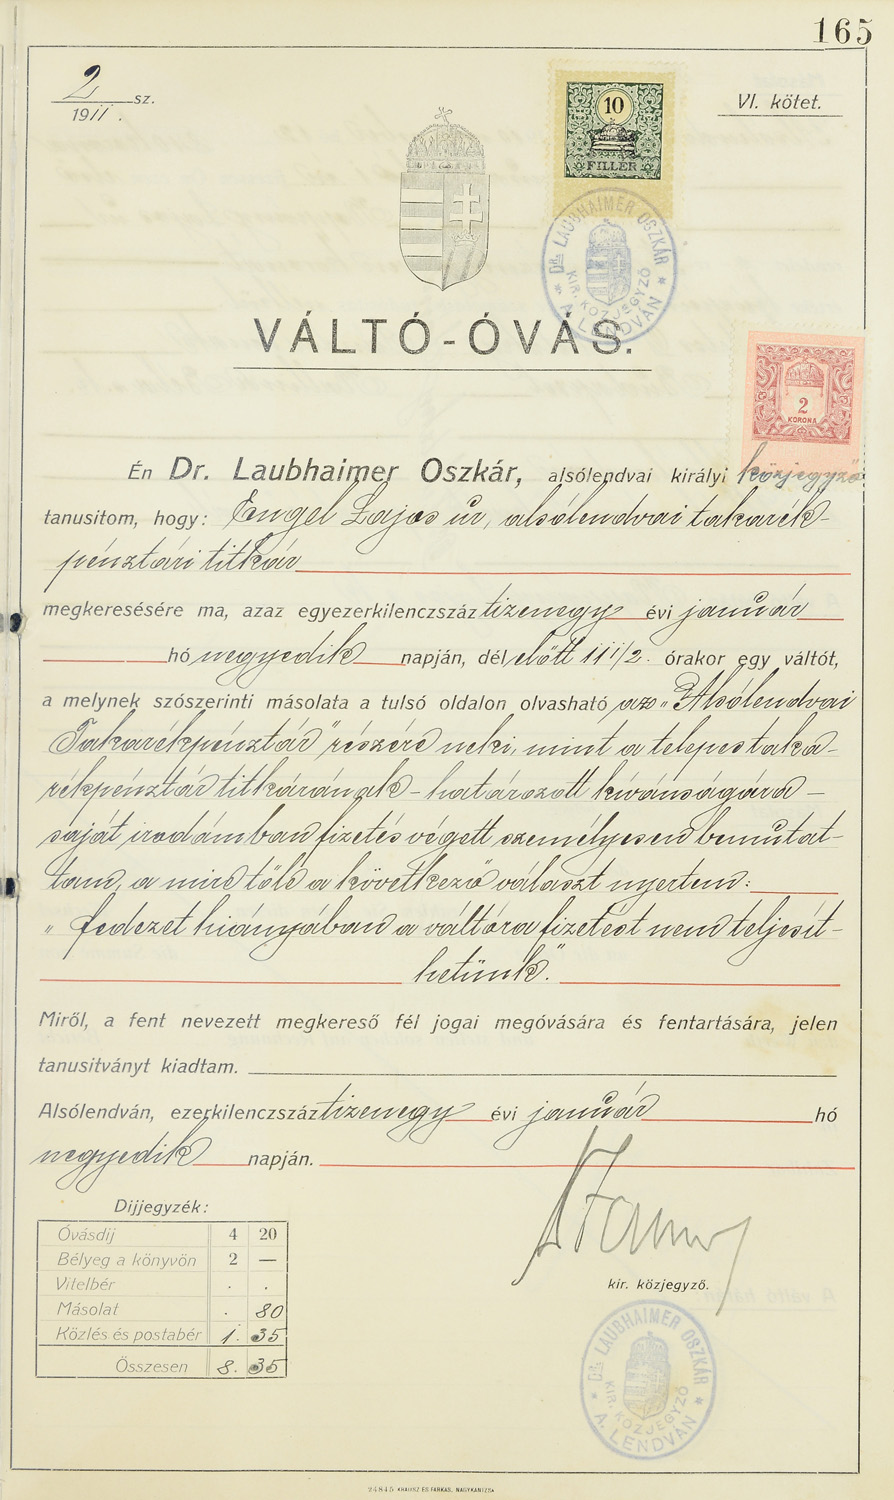 165
2 sz.
1911.
VI. kötet.
10
FILLER
DR. LAUBHAIMER OSZKÁR
KIR. KÖZJEGYZŐ
* A. LENDVÁN *
VÁLTÓ-ÓVÁS.
2
KORONA
Én Dr. Laubhaimer Oszkár, alsólendvai királyi közjegyző
tanusitom, hogy: Engel Lajos úr, alsólendvai takarék-
pénztári titkár
megkeresésére ma, azaz egyezerkilenczszáz tizenegy évi január
hó negyedik napján, dél előtt 11 1/2 órakor egy váltót,
a melynek szószerinti másolata a tulsó oldalon olvasható az „Alsólendvai
Takarékpénztár" részére neki, mint a telepes taka-
rékpénztár titkárának – határozott kívánságára –
saját irodámban fizetés végett személyesen bemutat-
tam, a mire tőle a következő választ nyertem:
„fedezet hiányában a váltóra fizetést nem teljesít-
hetünk."
Miről, a fent nevezett megkereső fél jogai megóvására és fentartására, jelen
tanusitványt kiadtam.
Alsólendván, ezerkilenczszáz tizenegy évi január hó
negyedik napján.
kir. közjegyző.
Dijjegyzék:
Óvásdij 4 20
Bélyeg a könyvön 2 —
Vitelbér . .
Másolat . 80
Közlés és postabér 1. 35
Összesen 8. 35
DR. LAUBHAIMER OSZKÁR
KIR. KÖZJEGYZŐ
* A. LENDVÁN *
24845 KRAUSZ ÉS FARKAS, NAGYKANIZSA